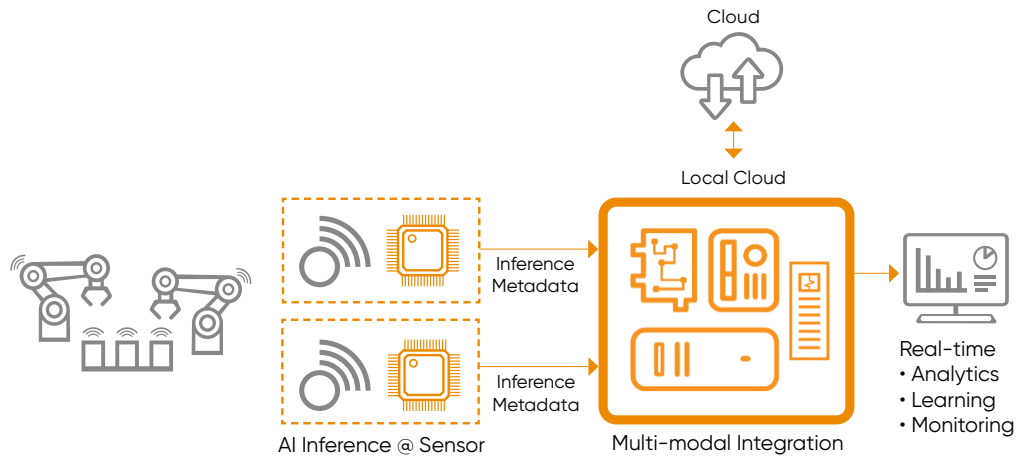 Cloud
Local Cloud
Inference
Metadata
Inference
Metadata
AI Inference @ Sensor
Multi-modal Integration
Real-time
• Analytics
• Learning
• Monitoring